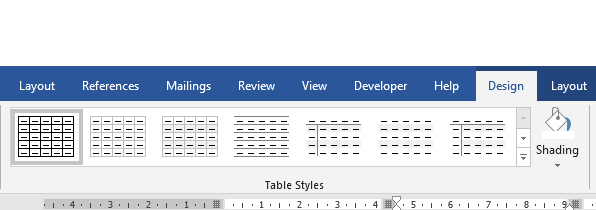 Layout References Mailings Review View Developer Help Design Layout
Shading
Table Styles
4 3 2 1 1 2 3 4 5 6 7 8 9